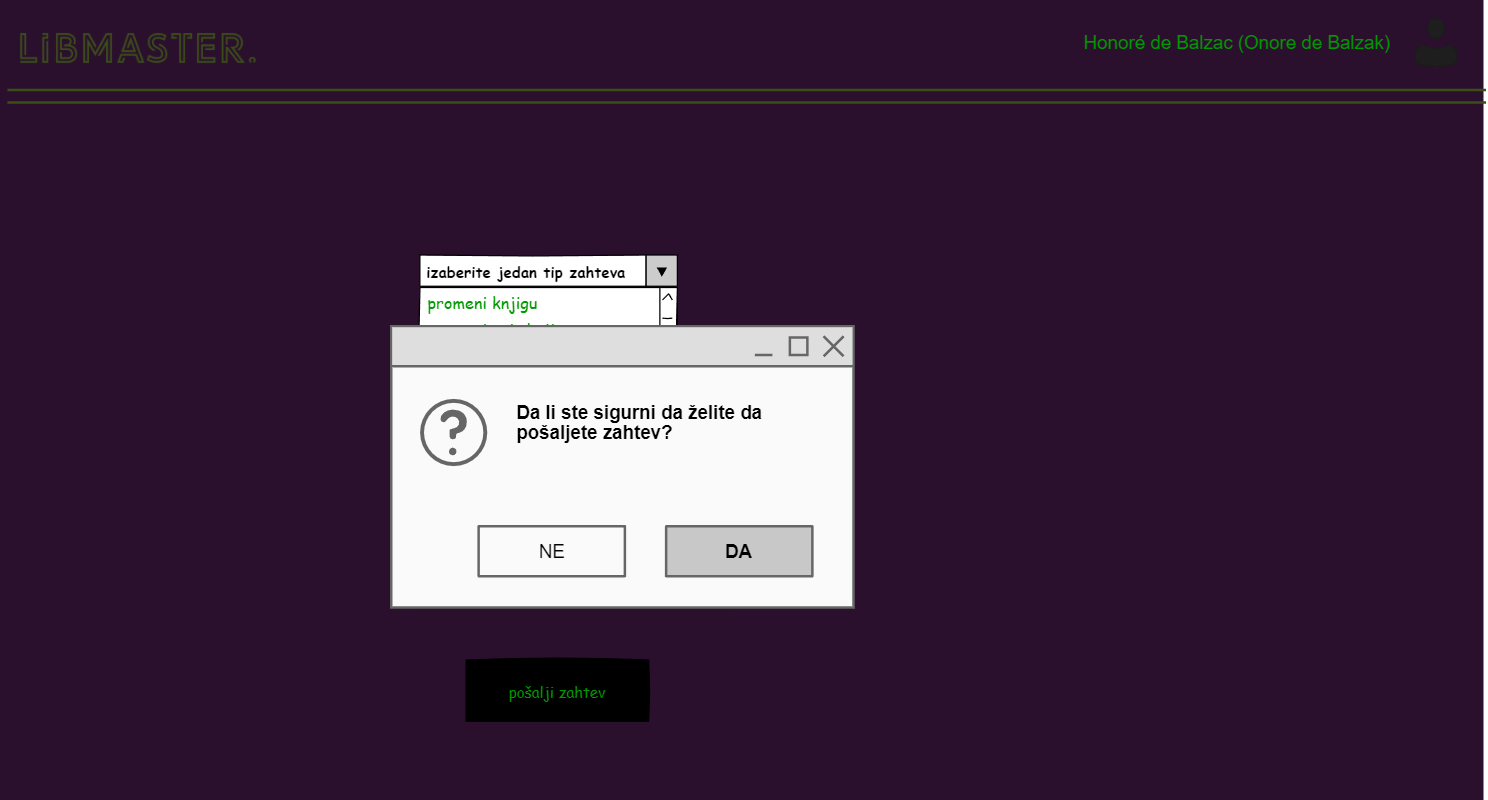 LIBMASTER.
Honoré de Balzac (Onore de Balzak)
izaberite jedan tip zahteva
promeni knjigu
Da li ste sigurni da želite da
pošaljete zahtev?
NE
DA
pošalji zahtev